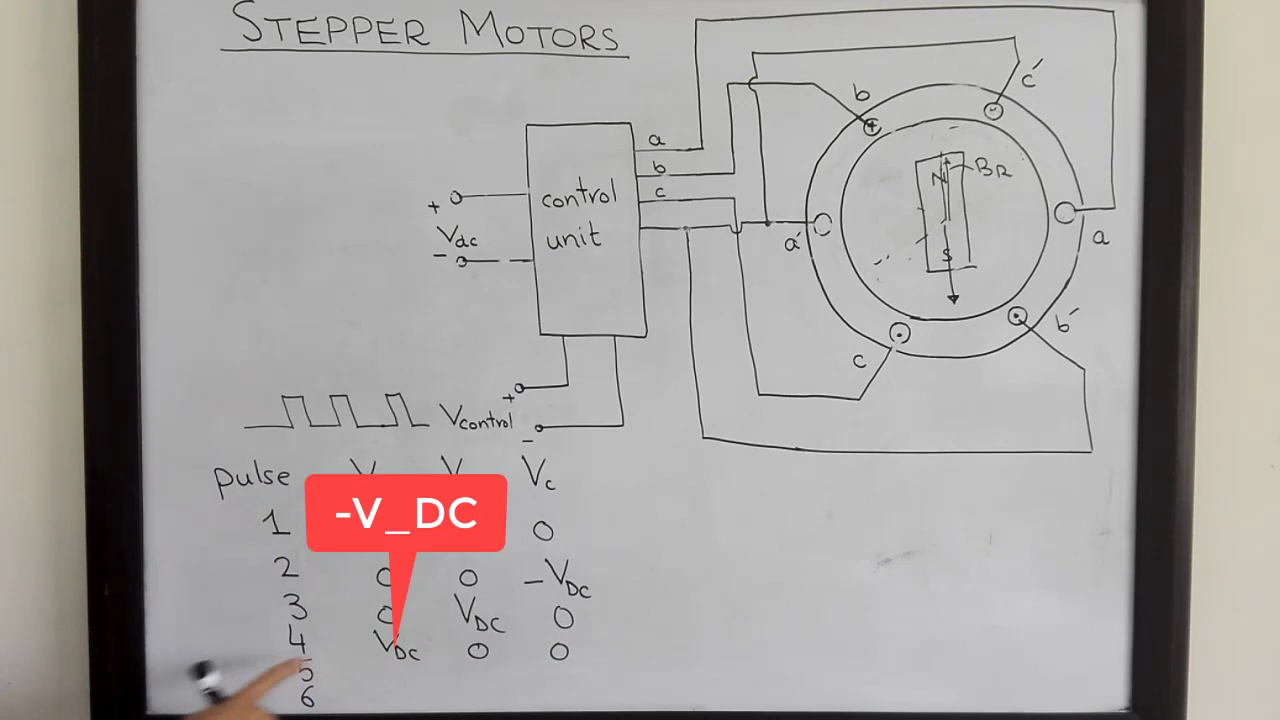 STEPPER MOTORS
b
c′
a
b
c
N
BR
S
+
Vdc
−
control
unit
a′
a
b′
c
+
Vcontrol
−
pulse V V Vc
-V_DC
1 0
2 0 0 −VDC
3 0 VDC 0
4 VDC 0 0
5
6